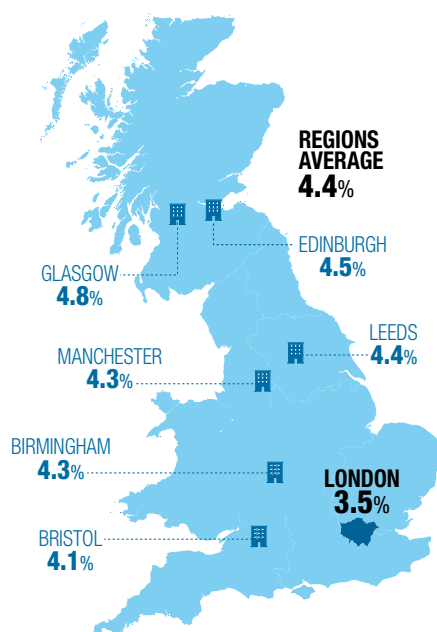 REGIONS
AVERAGE
4.4%
EDINBURGH
4.5%
GLASGOW
4.8%
LEEDS
4.4%
MANCHESTER
4.3%
BIRMINGHAM
4.3%
LONDON
3.5%
BRISTOL
4.1%